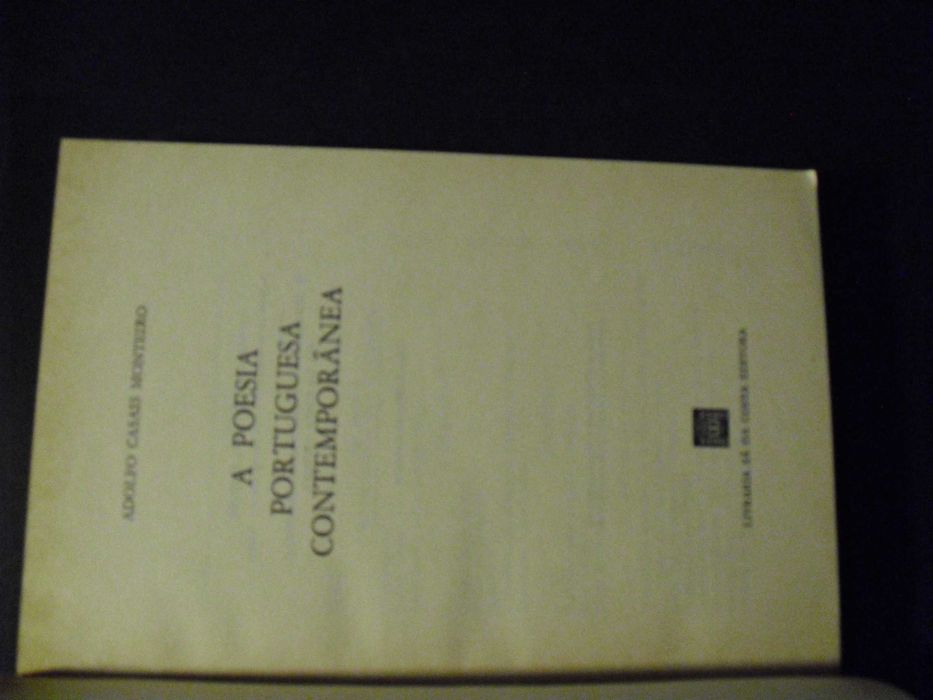 ADOLFO CASAIS MONTEIRO
A POESIA
PORTUGUESA
CONTEMPORÂNEA
LIVRARIA SÁ DA COSTA EDITORA